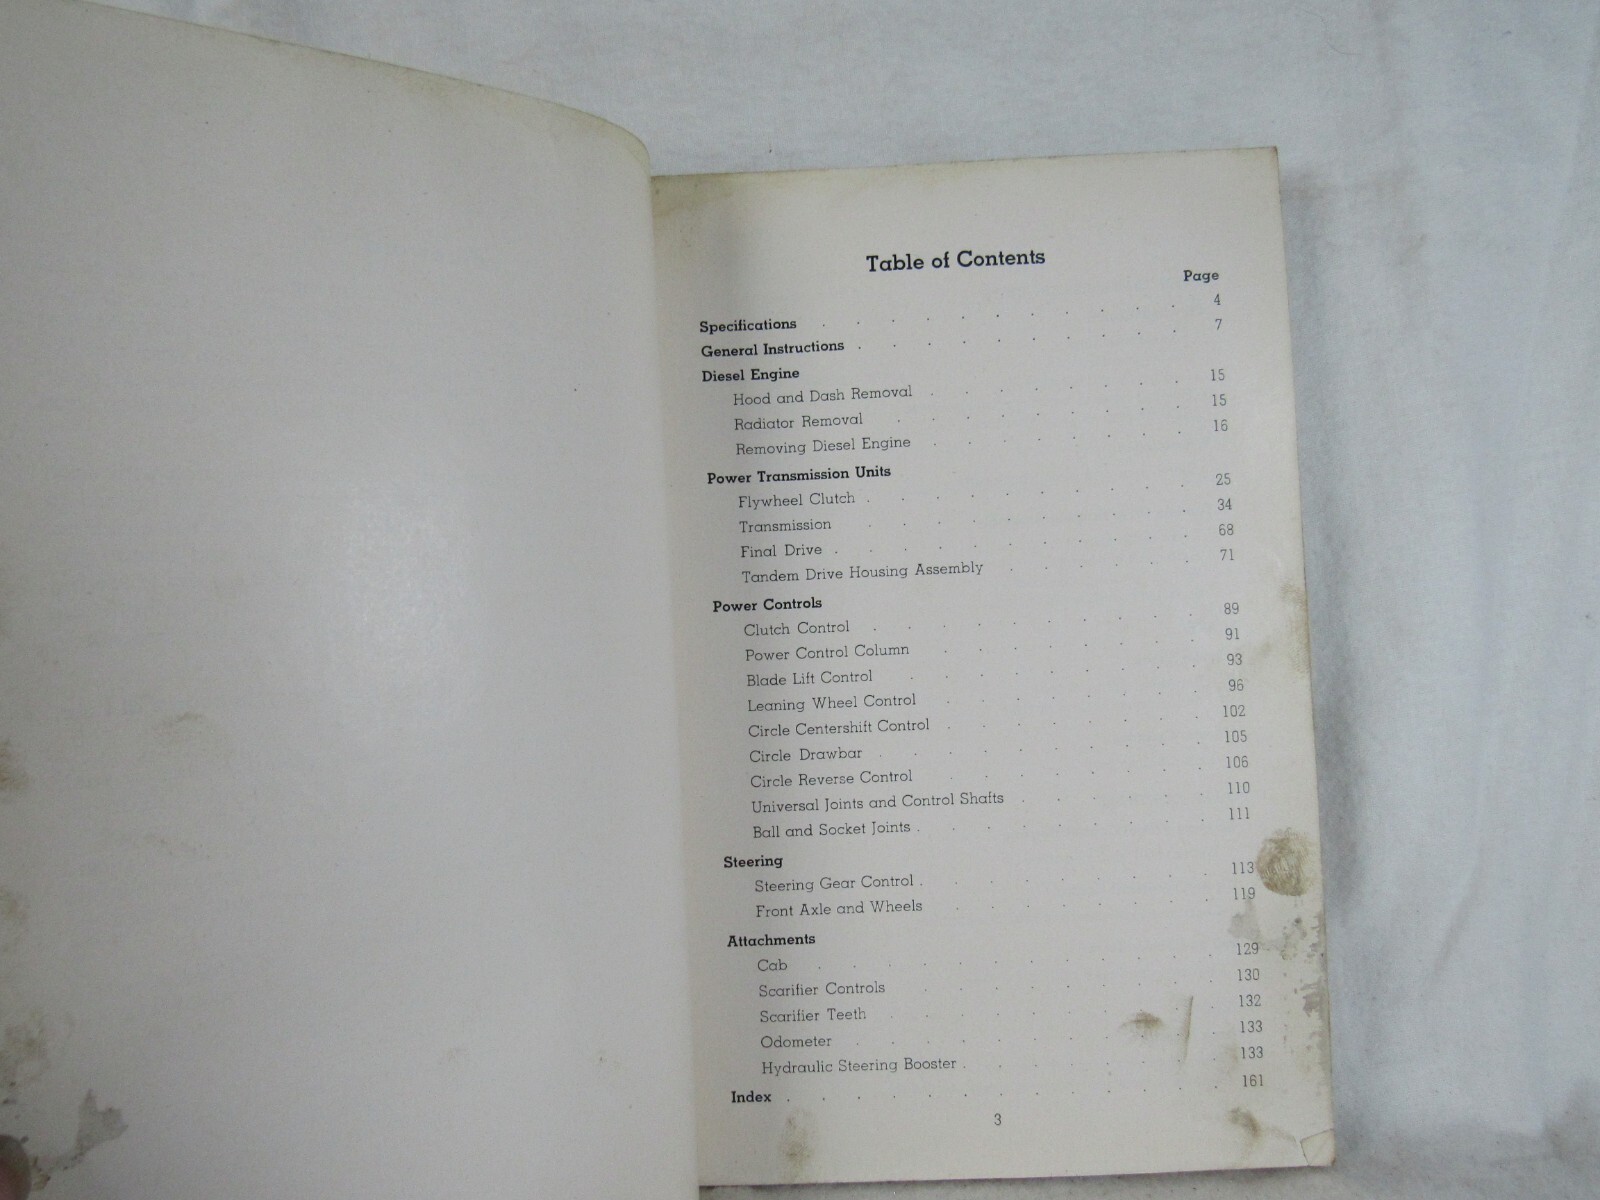 Table of Contents
Page
Specifications . . . . . . . . . . . 4
General Instructions . . . . . . . . . . 7
Diesel Engine
Hood and Dash Removal . . . . . . . . 15
Radiator Removal . . . . . . . . . 15
Removing Diesel Engine . . . . . . . . 16
Power Transmission Units
Flywheel Clutch . . . . . . . . . . 25
Transmission . . . . . . . . . . 34
Final Drive . . . . . . . . . . . 68
Tandem Drive Housing Assembly . . . . . . 71
Power Controls
Clutch Control . . . . . . . . . . 89
Power Control Column . . . . . . . . 91
Blade Lift Control . . . . . . . . . 93
Leaning Wheel Control . . . . . . . . 96
Circle Centershift Control . . . . . . . . 102
Circle Drawbar . . . . . . . . . . 105
Circle Reverse Control . . . . . . . . 106
Universal Joints and Control Shafts . . . . . . 110
Ball and Socket Joints . . . . . . . . . 111
Steering
Steering Gear Control . . . . . . . . . 113
Front Axle and Wheels . . . . . . . . 119
Attachments
Cab . . . . . . . . . . . . 129
Scarifier Controls . . . . . . . . . 130
Scarifier Teeth . . . . . . . . . . 132
Odometer . . . . . . . . . . . 133
Hydraulic Steering Booster . . . . . . . . 133
Index . . . . . . . . . . . . . 161
3